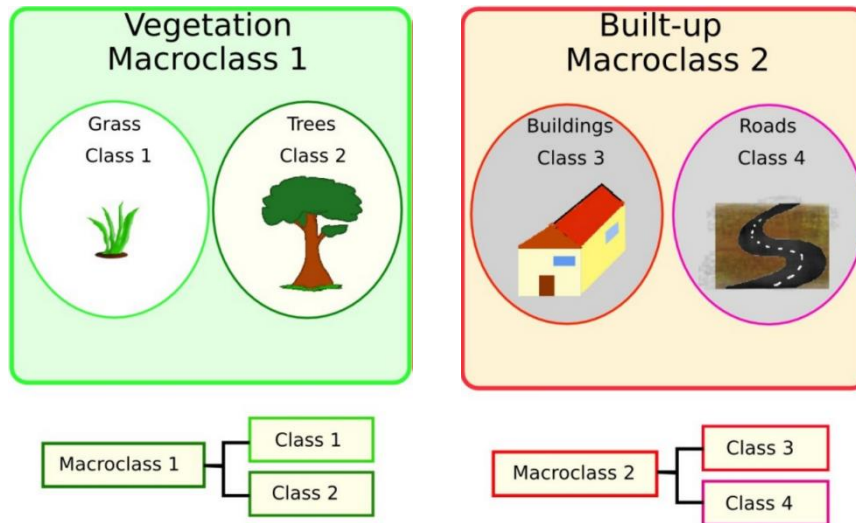 Vegetation
Macroclass 1
Grass
Class 1
Trees
Class 2
Macroclass 1
Class 1
Class 2
Built-up
Macroclass 2
Buildings
Class 3
Roads
Class 4
Macroclass 2
Class 3
Class 4